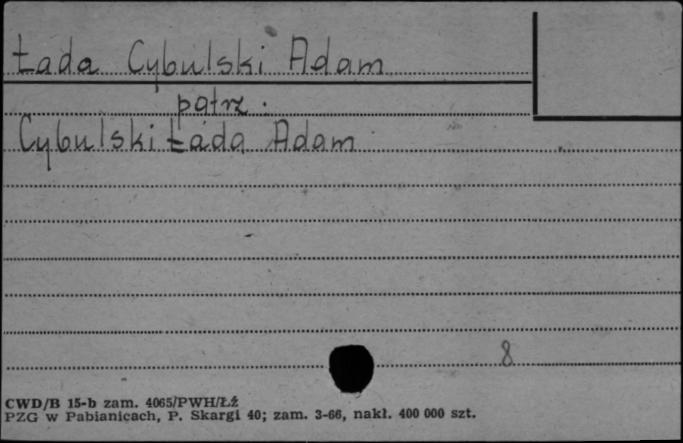 Łada Cybulski Adam
patrz.
Cybulski Łada Adam
8
CWD/B 15-b zam. 4065/PWH/ŁŻ
PZG w Pabianicach, P. Skargi 40; zam. 3-66, nakł. 400 000 szt.